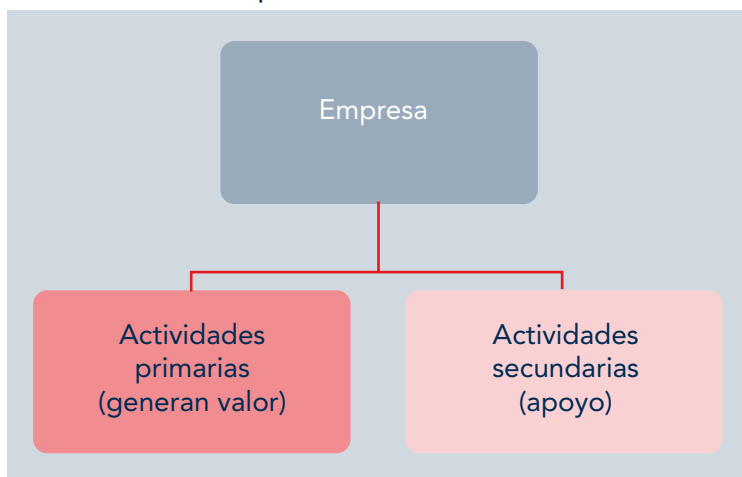 Empresa
Actividades
primarias
(generan valor)
Actividades
secundarias
(apoyo)